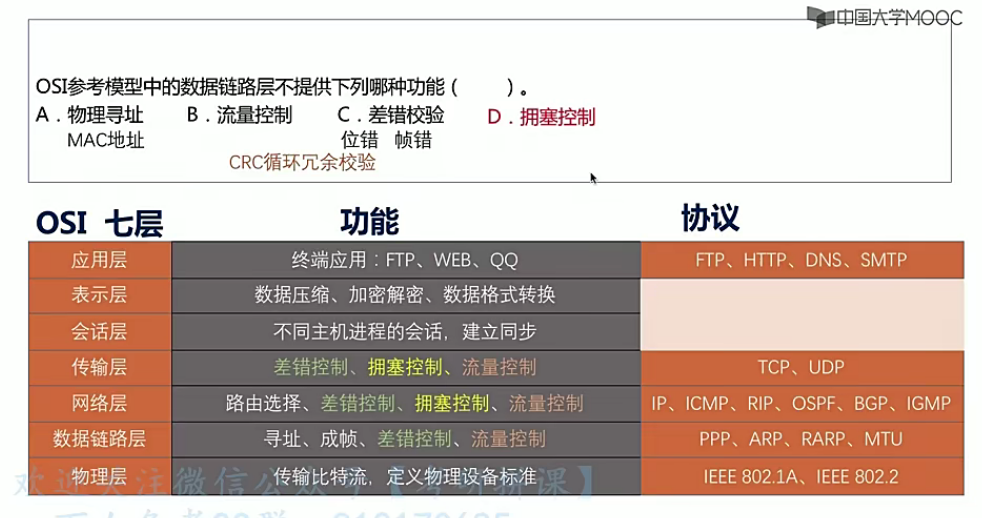 中国大学MOOC
OSI参考模型中的数据链路层不提供下列哪种功能（　　）。
A．物理寻址 B．流量控制 C．差错校验 D．拥塞控制
MAC地址 位错 帧错
CRC循环冗余校验
OSI 七层 功能 协议
应用层 终端应用：FTP、WEB、QQ FTP、HTTP、DNS、SMTP
表示层 数据压缩、加密解密、数据格式转换
会话层 不同主机进程的会话，建立同步
传输层 差错控制、拥塞控制、流量控制 TCP、UDP
网络层 路由选择、差错控制、拥塞控制、流量控制 IP、ICMP、RIP、OSPF、BGP、IGMP
数据链路层 寻址、成帧、差错控制、流量控制 PPP、ARP、RARP、MTU
物理层 传输比特流，定义物理设备标准 IEEE 802.1A、IEEE 802.2
欢迎关注微信公众号